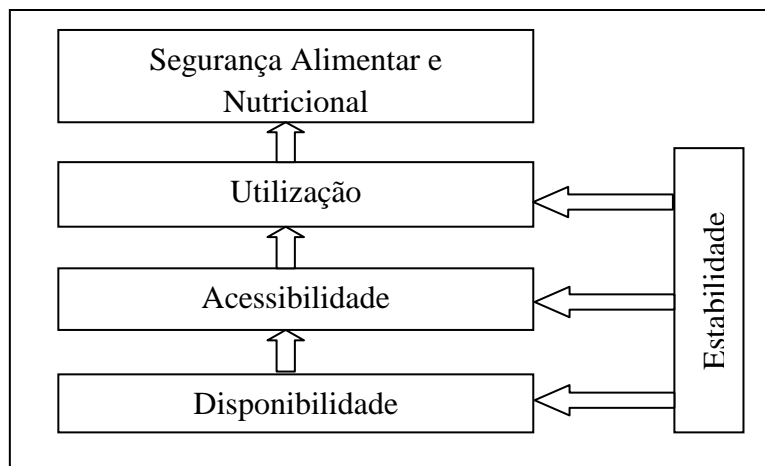 Segurança Alimentar e
Nutricional
Utilização
Acessibilidade
Disponibilidade
Estabilidade